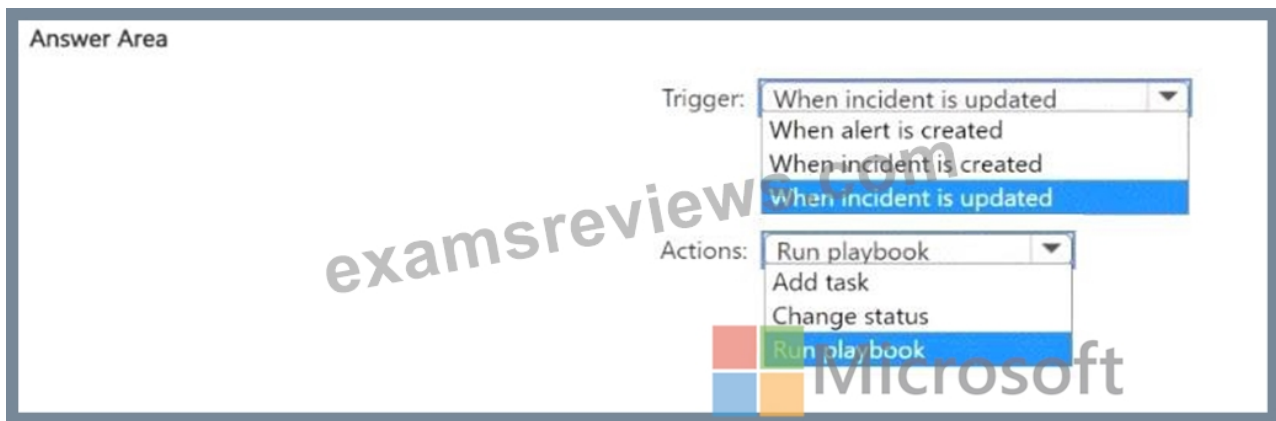 Answer Area
Trigger: When incident is updated
When alert is created
When incident is created
When incident is updated
examsreviews.com
Actions: Run playbook
Add task
Change status
Run playbook
Microsoft